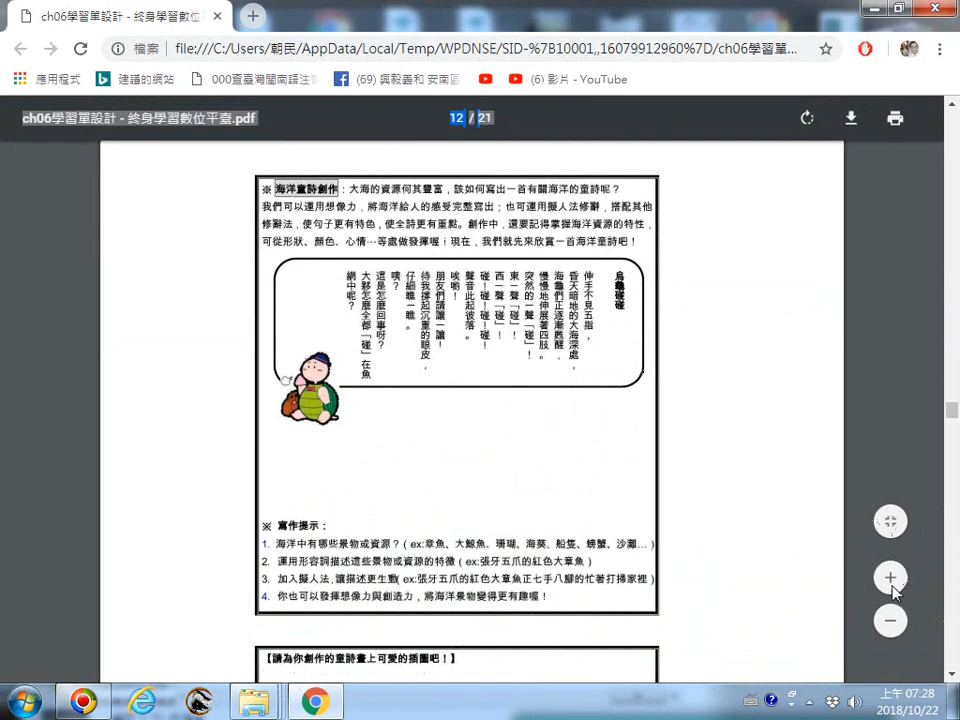 ch06學習單設計 - 終身學習數位平
檔案
file:///C:/Users/朝民/AppData/Local/Temp/WPDNSE/SID-%7B10001,,16079912960%7D/ch06學習單...
應用程式
建議的網站
000查臺灣閩南語注
(69) 興毅義和 安南區
(6) 影片 - YouTube
ch06學習單設計 - 終身學習數位平臺.pdf
12 / 21
※ 海洋童詩創作：大海的資源何其豐富，該如何寫出一首有關海洋的童詩呢？
我們可以運用想像力，將海洋給人的感受完整寫出；也可運用擬人法修辭，搭配其他
修辭法，使句子更有特色，使全詩更有重點。創作中，還要記得掌握海洋資源的特性，
可從形狀、顏色、心情…等處做發揮喔！現在，我們就先來欣賞一首海洋童詩吧！
烏龜碰碰
伸手不見五指，
昏天暗地的大海深處，
海龜們正逐漸甦醒，
慢慢地伸展著四肢。
突然的一聲「碰」！
東一聲「碰」！
西一聲「碰」！
碰！碰！碰！碰！
聲音此起彼落。
唉喲！
朋友們請讓一讓！
待我撐起沉重的眼皮，
仔細瞧一瞧。
咦？
這是怎麼回事呀？
大夥怎麼全都「碰」在魚
網中呢？
※ 寫作提示：
1. 海洋中有哪些景物或資源？（ex:章魚、大鯨魚、珊瑚、海葵、船隻、螃蟹、沙灘…）
2. 運用形容詞描述這些景物或資源的特徵（ex:張牙五爪的紅色大章魚）
3. 加入擬人法,讓描述更生動(ex:張牙五爪的紅色大章魚正七手八腳的忙著打掃家裡）
4. 你也可以發揮想像力與創造力，將海洋景物變得更有趣喔！
【請為你創作的童詩畫上可愛的插圖吧！】
上午 07:28
2018/10/22